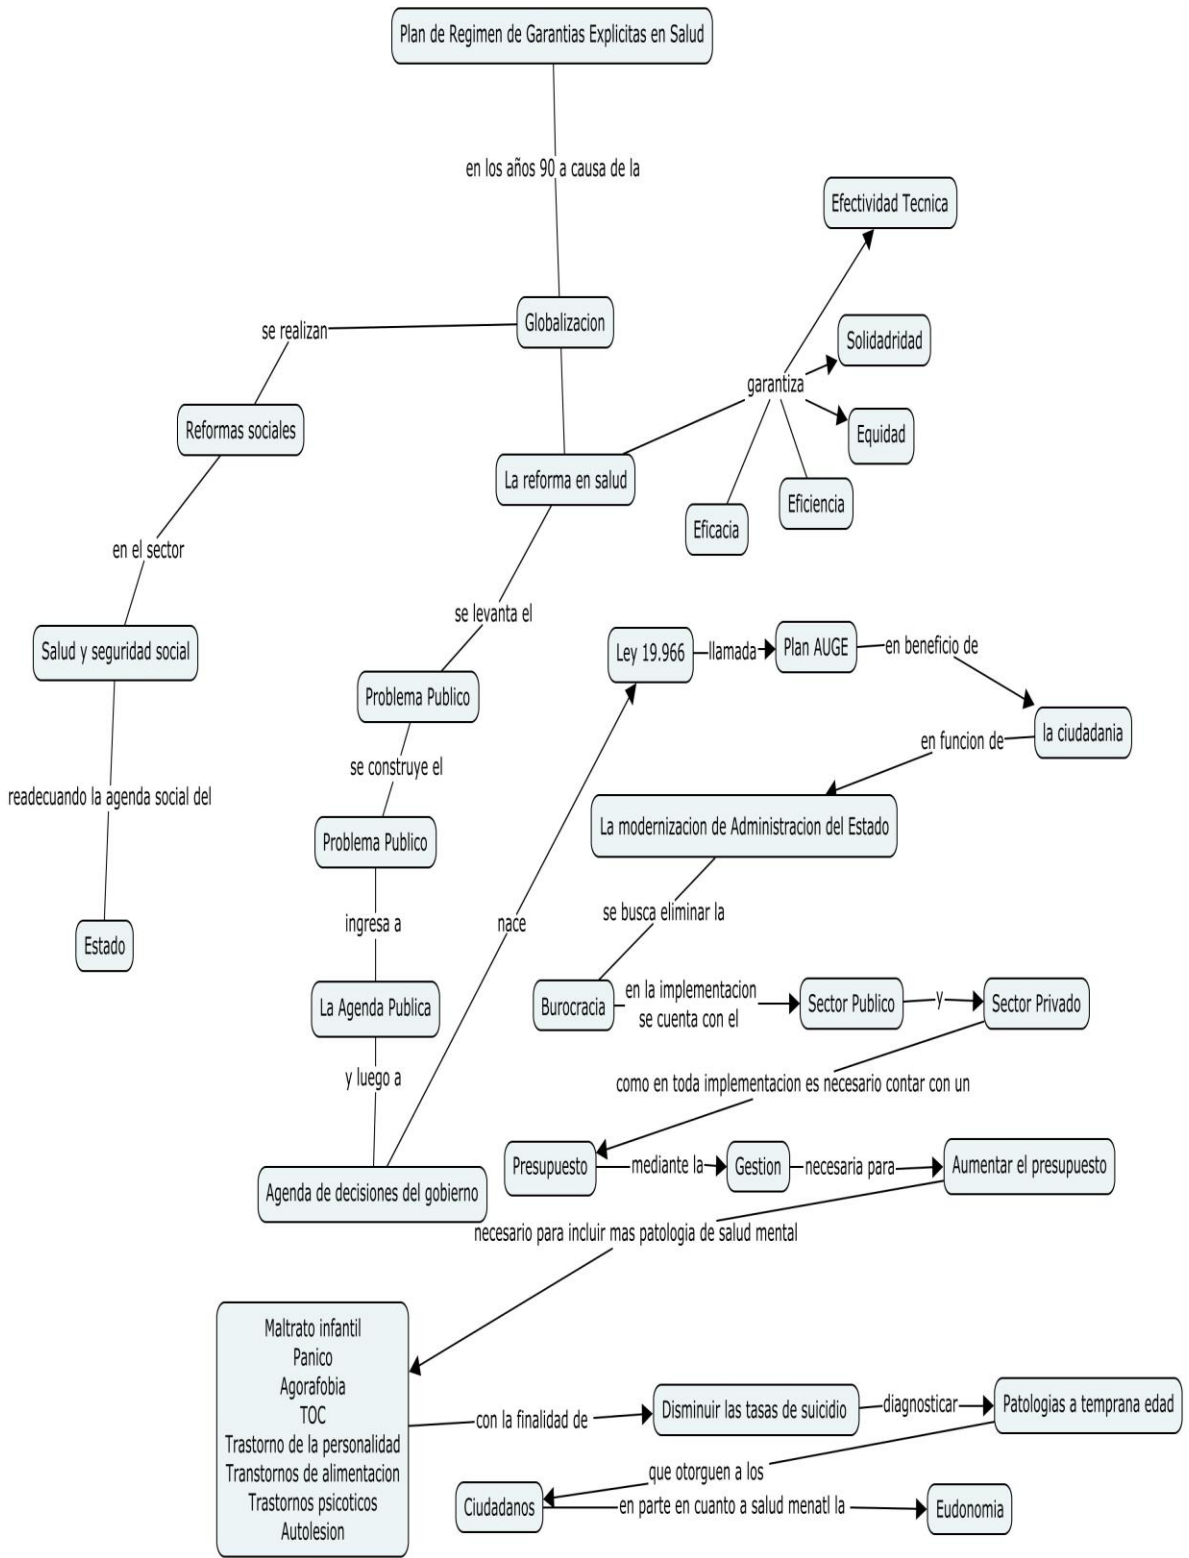 Plan de Regimen de Garantias Explicitas en Salud
en los años 90 a causa de la
Globalizacion
se realizan
Reformas sociales
en el sector
Salud y seguridad social
readecuando la agenda social del
Estado
La reforma en salud
garantiza
Efectividad Tecnica
Solidadridad
Equidad
Eficiencia
Eficacia
se levanta el
Problema Publico
se construye el
Problema Publico
ingresa a
La Agenda Publica
y luego a
Agenda de decisiones del gobierno
nace
Ley 19.966
llamada
Plan AUGE
en beneficio de
la ciudadania
en funcion de
La modernizacion de Administracion del Estado
se busca eliminar la
Burocracia
en la implementacion
se cuenta con el
Sector Publico
y
Sector Privado
como en toda implementacion es necesario contar con un
Presupuesto
mediante la
Gestion
necesaria para
Aumentar el presupuesto
necesario para incluir mas patologia de salud mental
Maltrato infantil
Panico
Agorafobia
TOC
Trastorno de la personalidad
Transtornos de alimentacion
Trastornos psicoticos
Autolesion
con la finalidad de
Disminuir las tasas de suicidio
diagnosticar
Patologias a temprana edad
que otorguen a los
Ciudadanos
en parte en cuanto a salud menatl la
Eudonomia